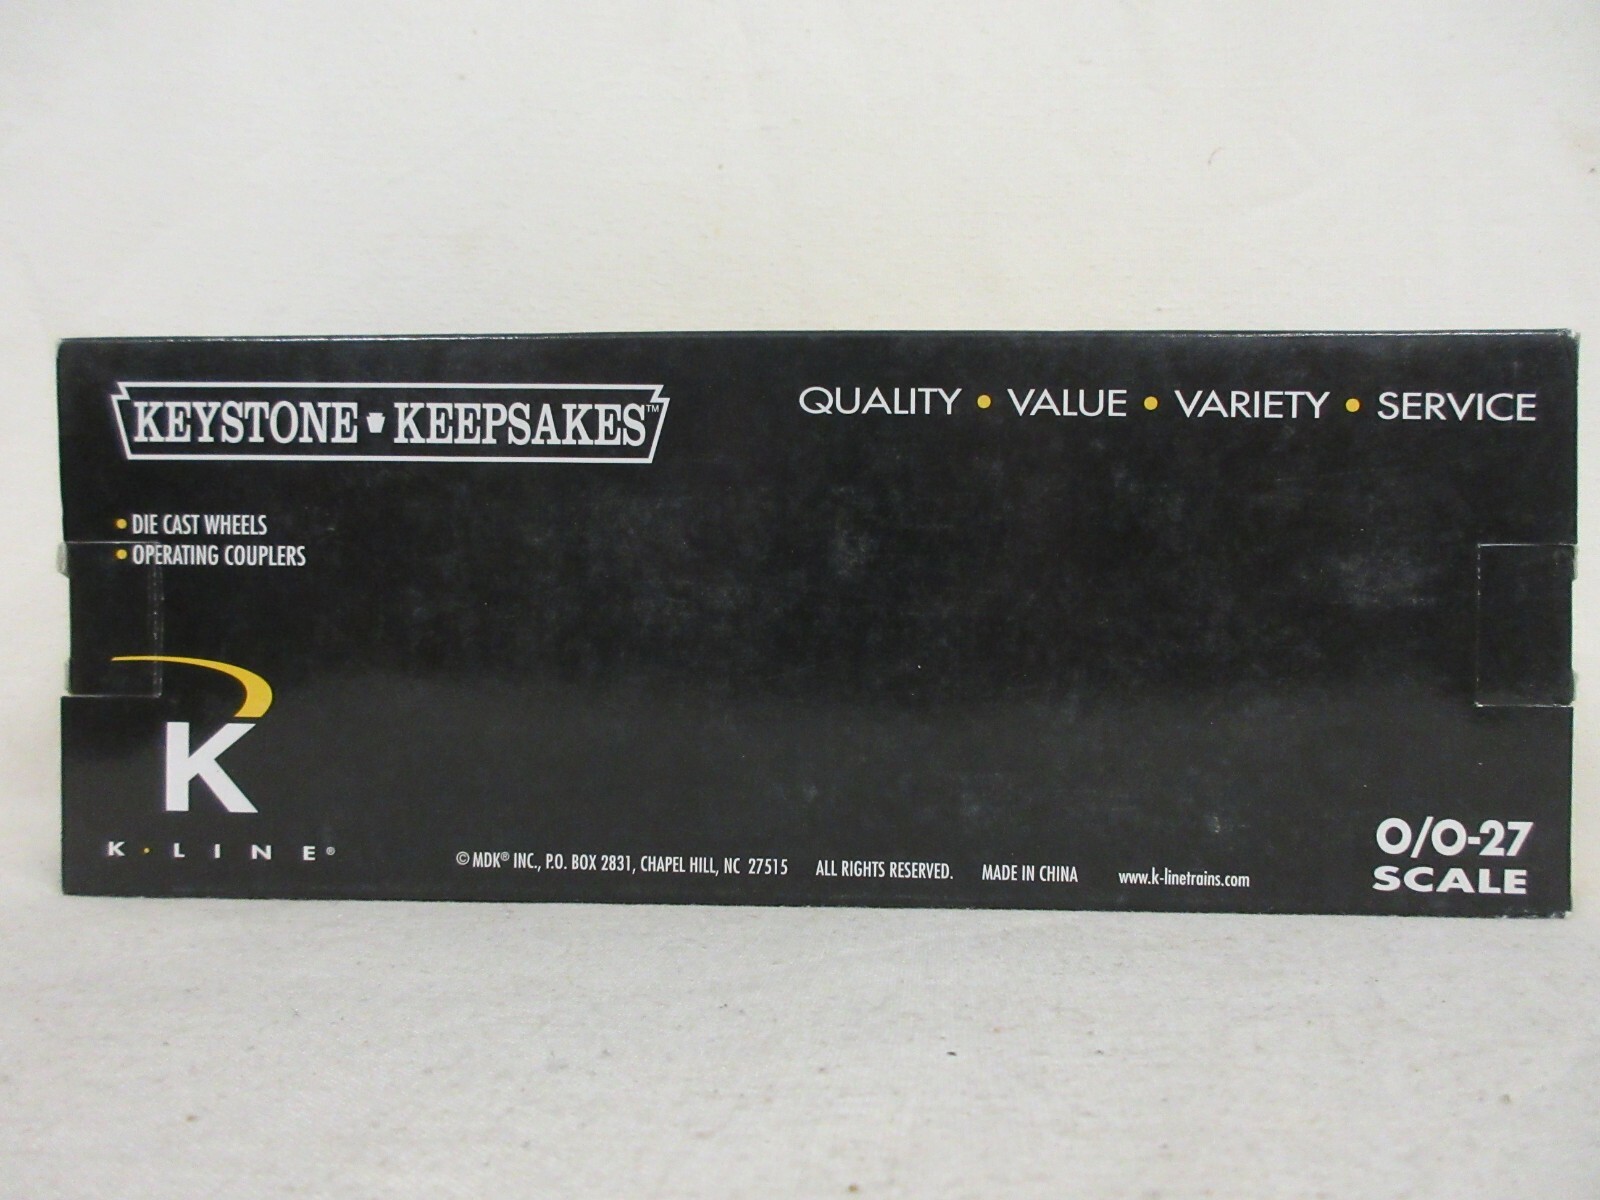 KEYSTONE KEEPSAKES™
QUALITY • VALUE • VARIETY • SERVICE
• DIE CAST WHEELS
• OPERATING COUPLERS
K
K · LINE®
© MDK® INC., P.O. BOX 2831, CHAPEL HILL, NC 27515 ALL RIGHTS RESERVED. MADE IN CHINA www.k-linetrains.com
O/O-27
SCALE